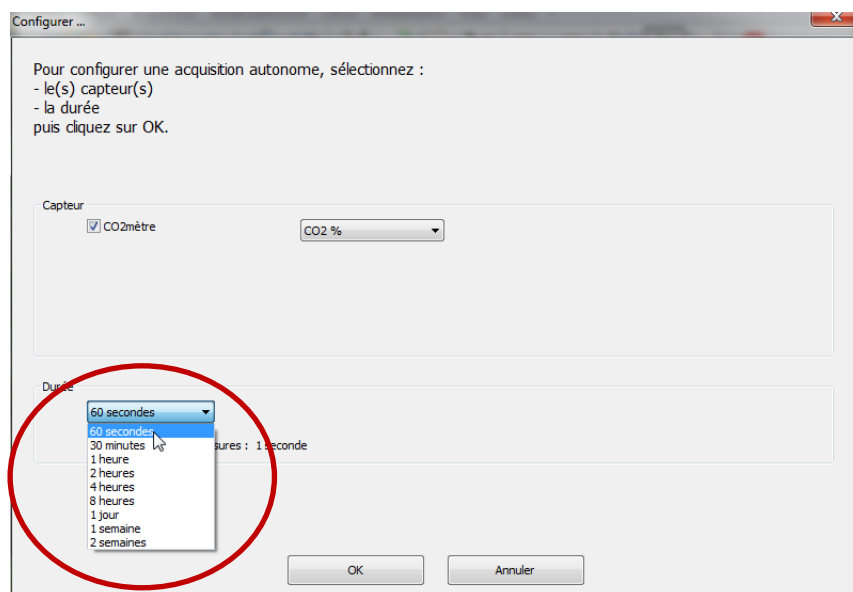 Configurer ...
Pour configurer une acquisition autonome, sélectionnez :
- le(s) capteur(s)
- la durée
puis cliquez sur OK.
Capteur
CO2mètre
CO2 %
Durée
60 secondes
60 secondes
30 minutes
sures : 1 seconde
1 heure
2 heures
4 heures
8 heures
1 jour
1 semaine
2 semaines
OK
Annuler